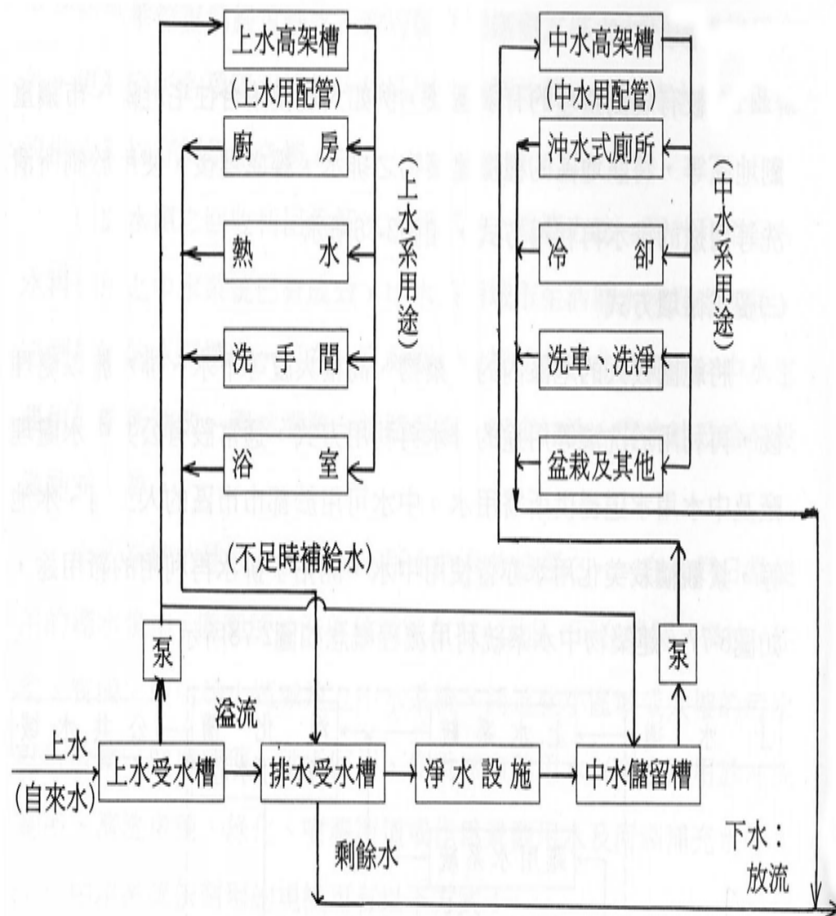 上水高架槽
(上水用配管)
廚房
熱水
洗手間
浴室
(上水系用途)
中水高架槽
(中水用配管)
沖水式廁所
冷卻
洗車、洗淨
盆栽及其他
(中水系用途)
(不足時補給水)
泵
泵
溢流
上水
(自來水)
上水受水槽
排水受水槽
淨水設施
中水儲留槽
剩餘水
下水：
放流